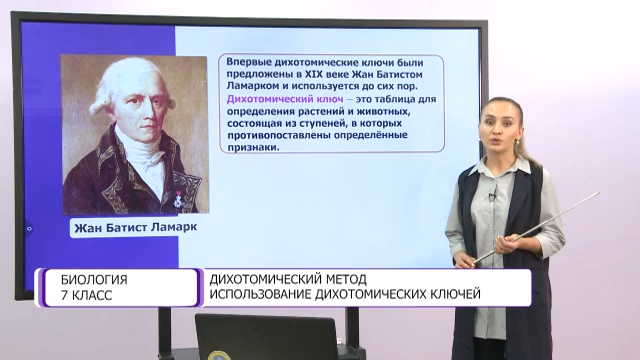 Впервые дихотомические ключи были
предложены в XIX веке Жан Батистом
Ламарком и используется до сих пор.
Дихотомический ключ – это таблица для
определения растений и животных,
состоящая из ступеней, в которых
противопоставлены определённые
признаки.
Жан Батист Ламарк
БИОЛОГИЯ
7 КЛАСС
ДИХОТОМИЧЕСКИЙ МЕТОД
ИСПОЛЬЗОВАНИЕ ДИХОТОМИЧЕСКИХ КЛЮЧЕЙ